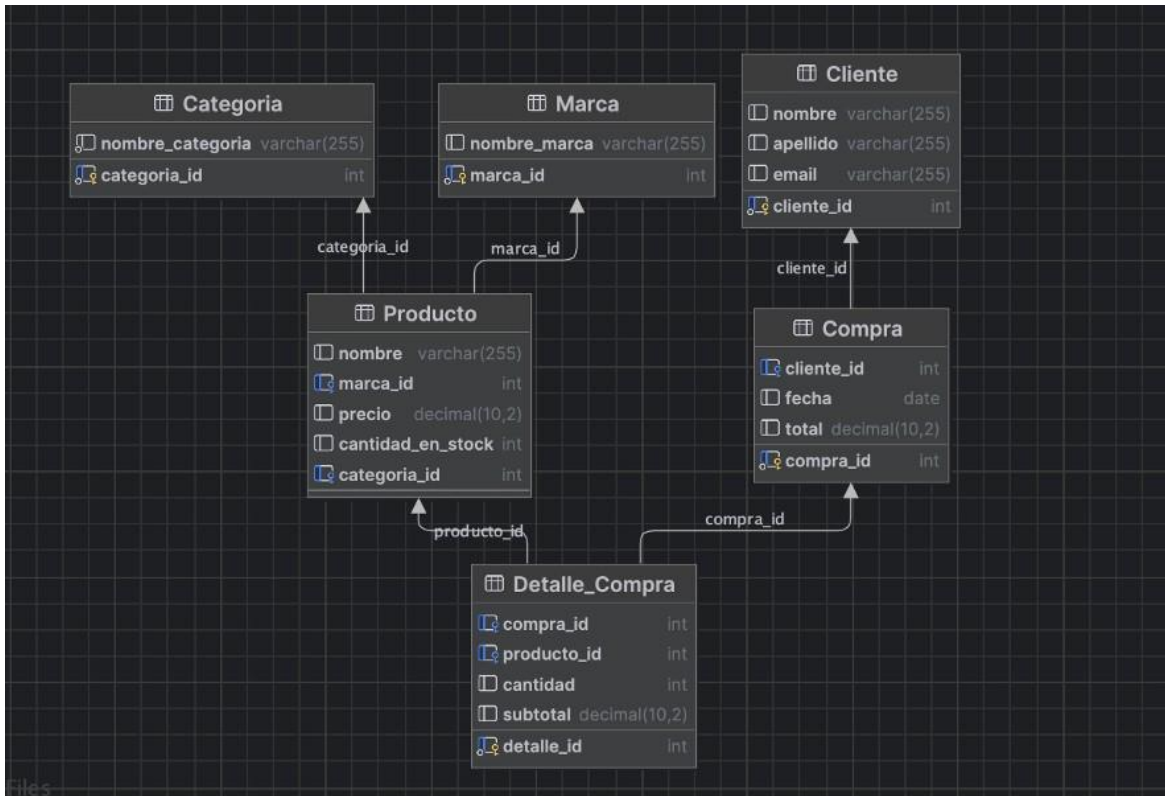 Categoria
nombre_categoria varchar(255)
categoria_id int
Marca
nombre_marca varchar(255)
marca_id int
Cliente
nombre varchar(255)
apellido varchar(255)
email varchar(255)
cliente_id int
categoria_id
marca_id
cliente_id
Producto
nombre varchar(255)
marca_id int
precio decimal(10,2)
cantidad_en_stock int
categoria_id int
Compra
cliente_id int
fecha date
total decimal(10,2)
compra_id int
producto_id
compra_id
Detalle_Compra
compra_id int
producto_id int
cantidad int
subtotal decimal(10,2)
detalle_id int
Files